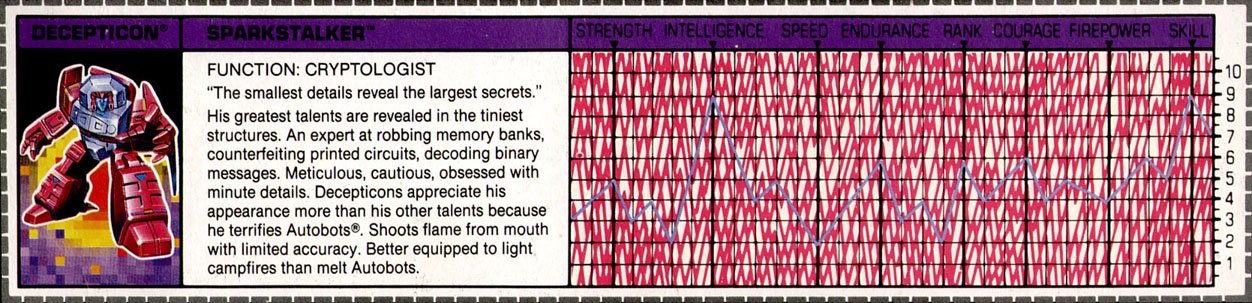 DECEPTICON®
SPARKSTALKER™
STRENGTH INTELLIGENCE SPEED ENDURANCE RANK COURAGE FIREPOWER SKILL
FUNCTION: CRYPTOLOGIST
“The smallest details reveal the largest secrets.”
His greatest talents are revealed in the tiniest
structures. An expert at robbing memory banks,
counterfeiting printed circuits, decoding binary
messages. Meticulous, cautious, obsessed with
minute details. Decepticons appreciate his
appearance more than his other talents because
he terrifies Autobots®. Shoots flame from mouth
with limited accuracy. Better equipped to light
campfires than melt Autobots.
10
9
8
7
6
5
4
3
2
1